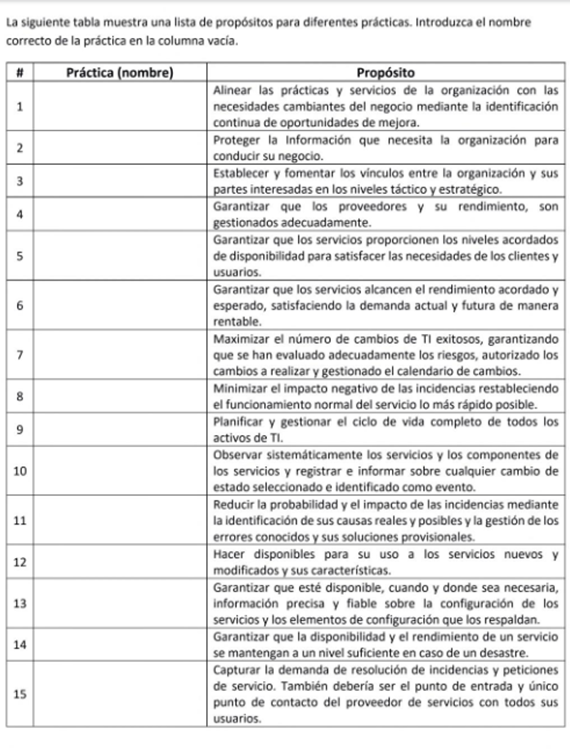 La siguiente tabla muestra una lista de propósitos para diferentes prácticas. Introduzca el nombre
correcto de la práctica en la columna vacía.
# Práctica (nombre) Propósito
1 Alinear las prácticas y servicios de la organización con las
necesidades cambiantes del negocio mediante la identificación
continua de oportunidades de mejora.
2 Proteger la Información que necesita la organización para
conducir su negocio.
3 Establecer y fomentar los vínculos entre la organización y sus
partes interesadas en los niveles táctico y estratégico.
4 Garantizar que los proveedores y su rendimiento, son
gestionados adecuadamente.
5 Garantizar que los servicios proporcionen los niveles acordados
de disponibilidad para satisfacer las necesidades de los clientes y
usuarios.
6 Garantizar que los servicios alcancen el rendimiento acordado y
esperado, satisfaciendo la demanda actual y futura de manera
rentable.
7 Maximizar el número de cambios de TI exitosos, garantizando
que se han evaluado adecuadamente los riesgos, autorizado los
cambios a realizar y gestionado el calendario de cambios.
8 Minimizar el impacto negativo de las incidencias restableciendo
el funcionamiento normal del servicio lo más rápido posible.
9 Planificar y gestionar el ciclo de vida completo de todos los
activos de TI.
10 Observar sistemáticamente los servicios y los componentes de
los servicios y registrar e informar sobre cualquier cambio de
estado seleccionado e identificado como evento.
11 Reducir la probabilidad y el impacto de las incidencias mediante
la identificación de sus causas reales y posibles y la gestión de los
errores conocidos y sus soluciones provisionales.
12 Hacer disponibles para su uso a los servicios nuevos y
modificados y sus características.
13 Garantizar que esté disponible, cuando y donde sea necesaria,
información precisa y fiable sobre la configuración de los
servicios y los elementos de configuración que los respaldan.
14 Garantizar que la disponibilidad y el rendimiento de un servicio
se mantengan a un nivel suficiente en caso de un desastre.
15 Capturar la demanda de resolución de incidencias y peticiones
de servicio. También debería ser el punto de entrada y único
punto de contacto del proveedor de servicios con todos sus
usuarios.